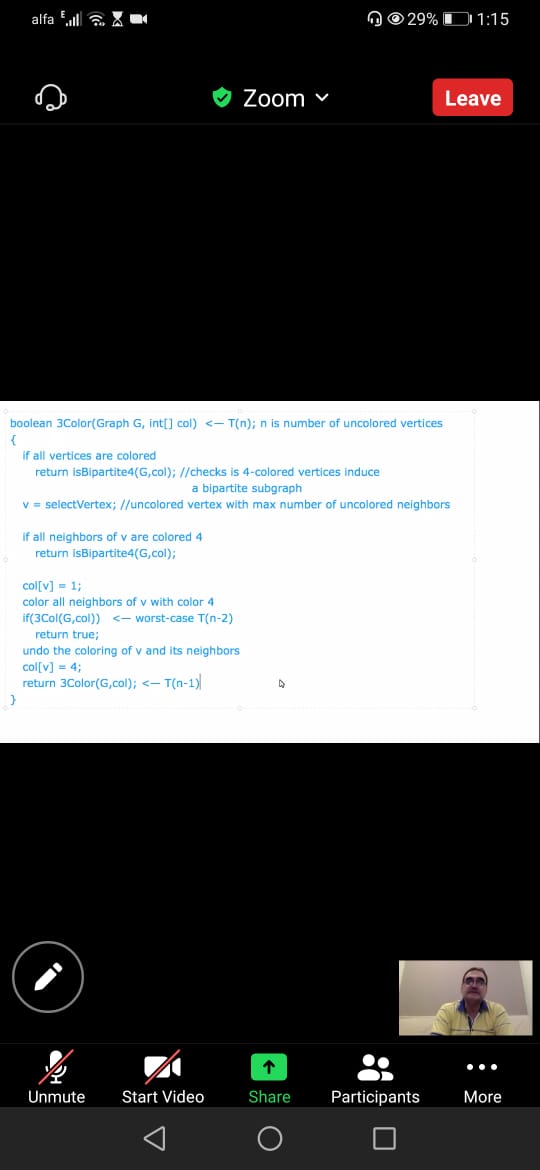 alfa E 29% 1:15
Zoom Leave
boolean 3Color(Graph G, int[] col) <— T(n); n is number of uncolored vertices
{
if all vertices are colored
return isBipartite4(G,col); //checks is 4-colored vertices induce
a bipartite subgraph
v = selectVertex; //uncolored vertex with max number of uncolored neighbors
if all neighbors of v are colored 4
return isBipartite4(G,col);
col[v] = 1;
color all neighbors of v with color 4
if(3Col(G,col)) <— worst-case T(n-2)
return true;
undo the coloring of v and its neighbors
col[v] = 4;
return 3Color(G,col); <— T(n-1)
}
Unmute Start Video Share Participants More